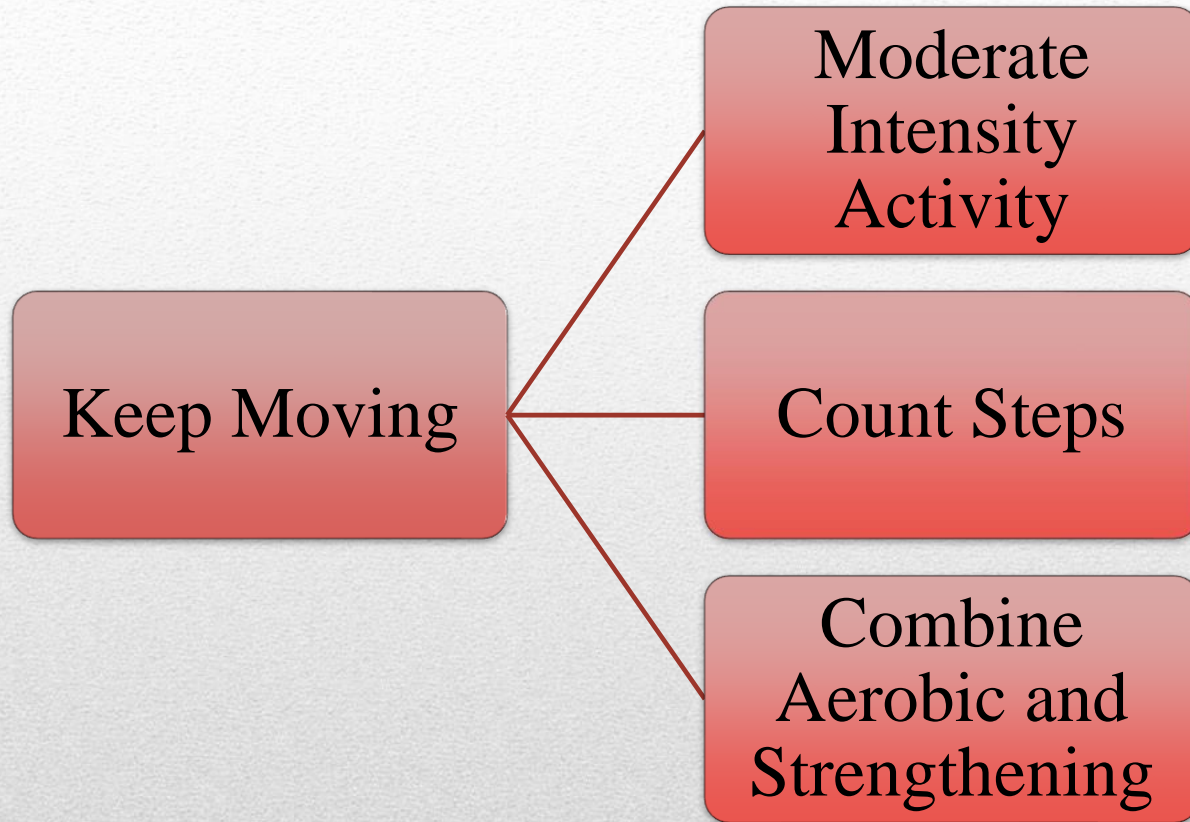 Keep Moving
Moderate
Intensity
Activity
Count Steps
Combine
Aerobic and
Strengthening